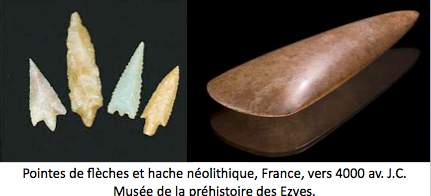 Pointes de flèches et hache néolithique, France, vers 4000 av. J.C.
Musée de la préhistoire des Ezyes.